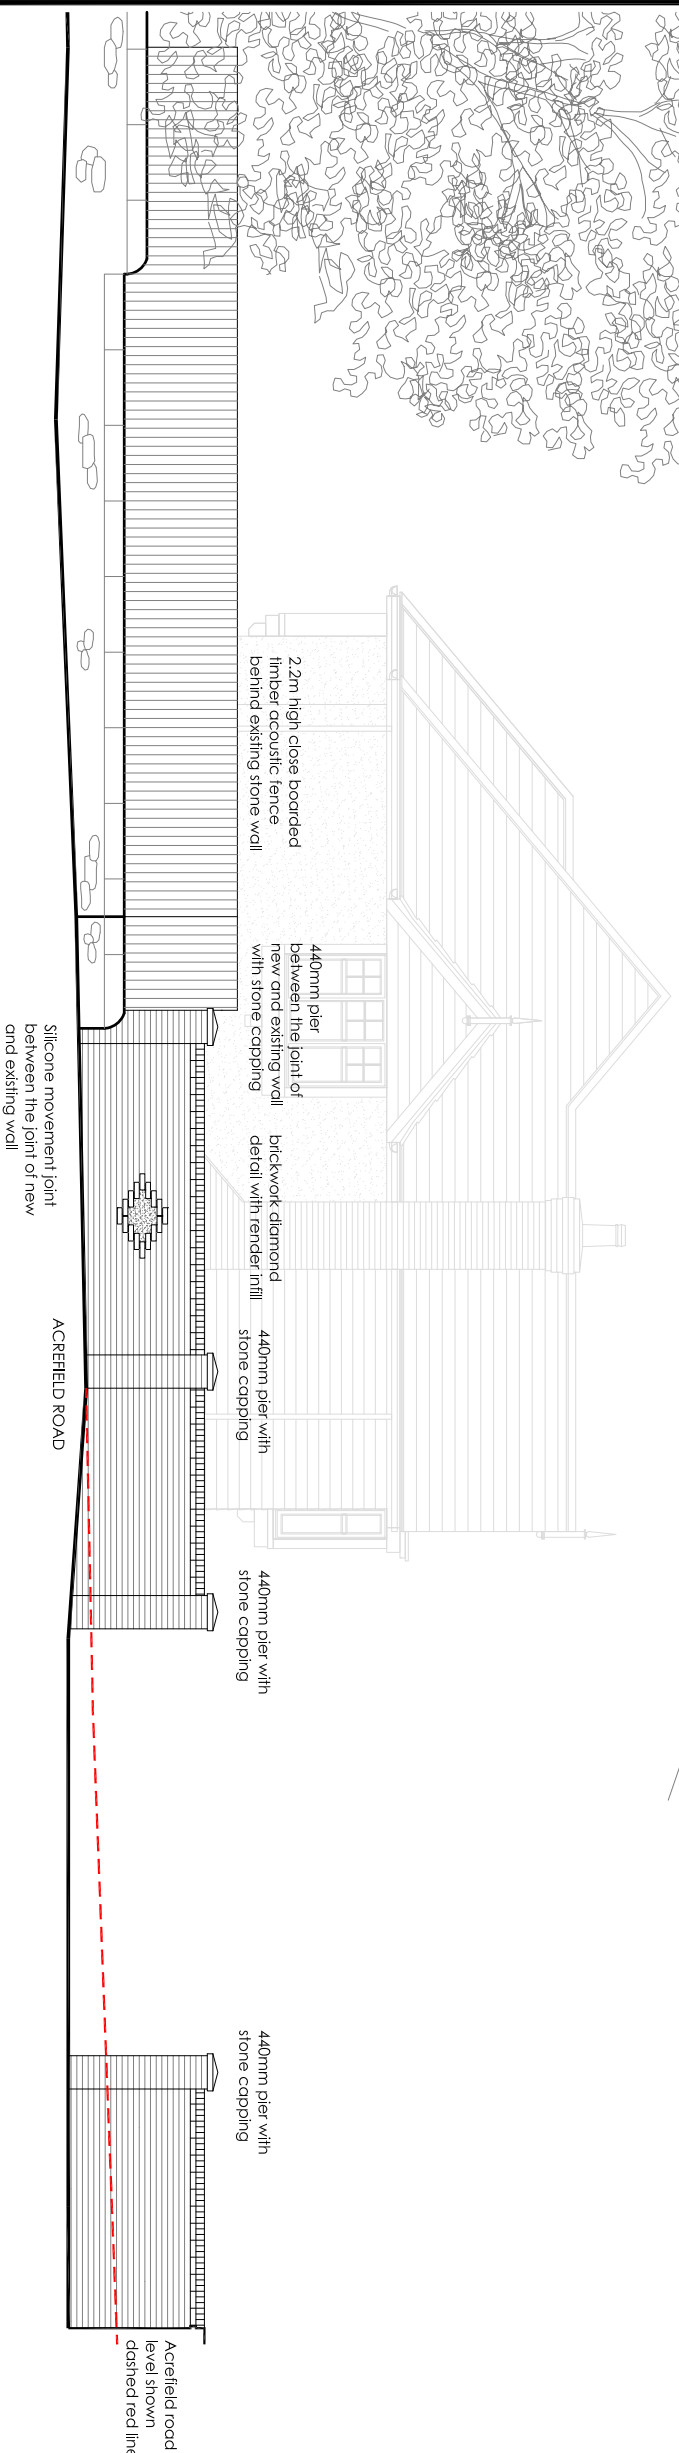 2.2m high close boarded
timber acoustic fence
behind existing stone wall
440mm pier
between the joint of
new and existing wall
with stone capping
Silicone movement joint
between the joint of new
and existing wall
brickwork diamond
detail with render infill
ACREFIELD ROAD
440mm pier with
stone capping
440mm pier with
stone capping
440mm pier with
stone capping
Acrefield road
level shown
dashed red line